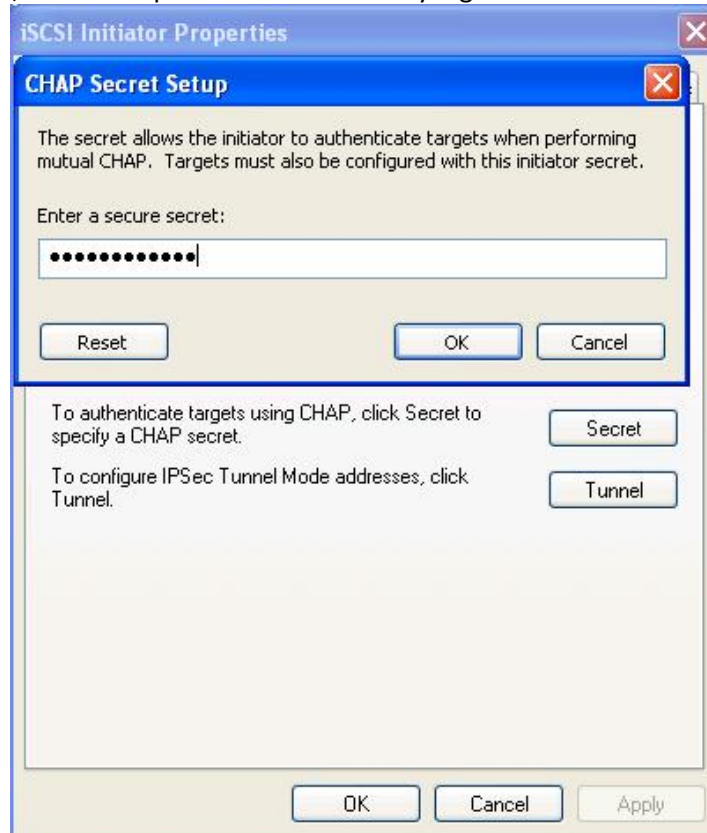 iSCSI Initiator Properties
CHAP Secret Setup
The secret allows the initiator to authenticate targets when performing
mutual CHAP. Targets must also be configured with this initiator secret.
Enter a secure secret:
●●●●●●●●●●●●
Reset OK Cancel
To authenticate targets using CHAP, click Secret to
specify a CHAP secret.
Secret
To configure IPSec Tunnel Mode addresses, click
Tunnel.
Tunnel
OK Cancel Apply